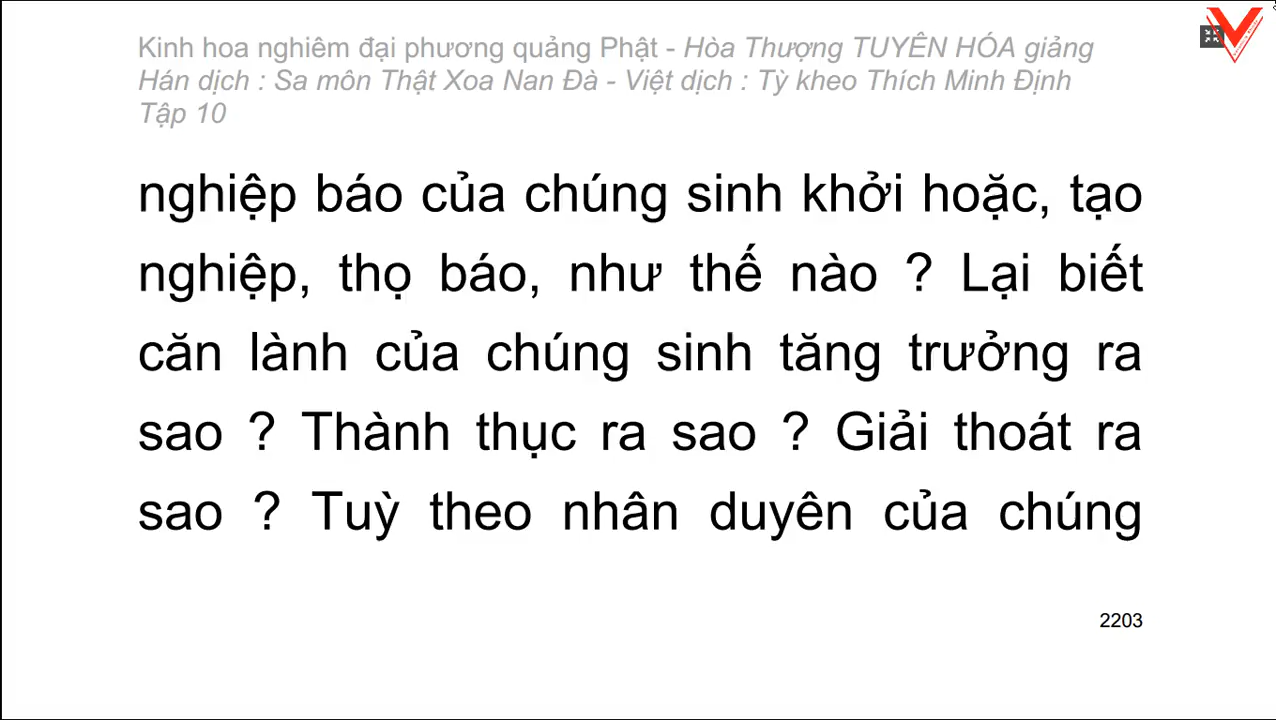 Kinh hoa nghiêm đại phương quảng Phật - Hòa Thượng TUYÊN HÓA giảng
Hán dịch : Sa môn Thật Xoa Nan Đà - Việt dịch : Tỳ kheo Thích Minh Định
Tập 10
nghiệp báo của chúng sinh khởi hoặc, tạo
nghiệp, thọ báo, như thế nào ? Lại biết
căn lành của chúng sinh tăng trưởng ra
sao ? Thành thục ra sao ? Giải thoát ra
sao ? Tuỳ theo nhân duyên của chúng
2203